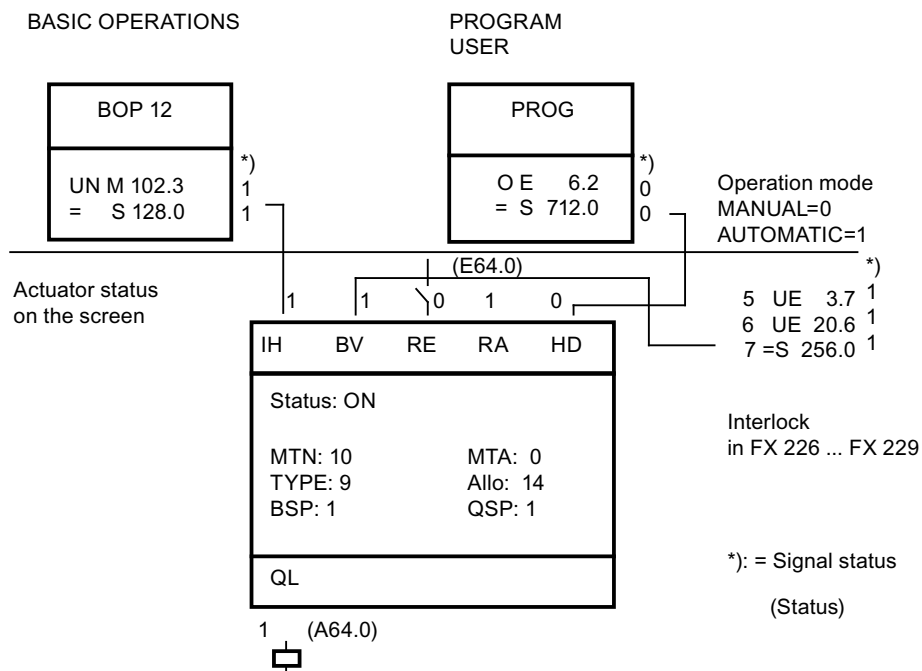 BASIC OPERATIONS
PROGRAM
USER
BOP 12
UN M 102.3
= S 128.0
*)
1
1
PROG
O E 6.2
= S 712.0
*)
0
0
Operation mode
MANUAL=0
AUTOMATIC=1
Actuator status
on the screen
(E64.0)
1 1 0 1 0
IH BV RE RA HD
*)
5 UE 3.7 1
6 UE 20.6 1
7 =S 256.0 1
Status: ON
MTN: 10 MTA: 0
TYPE: 9 Allo: 14
BSP: 1 QSP: 1
QL
1 (A64.0)
Interlock
in FX 226 ... FX 229
*): = Signal status
(Status)